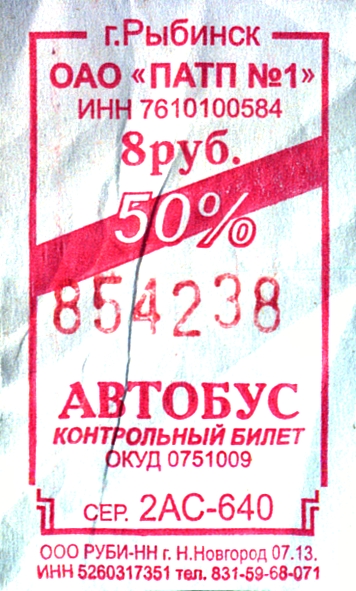 г.Рыбинск
ОАО «ПАТП №1»
ИНН 7610100584
8руб.
50%
854238
АВТОБУС
КОНТРОЛЬНЫЙ БИЛЕТ
ОКУД 0751009
СЕР. 2АС-640
ООО РУБИ-НН г. Н.Новгород 07.13.
ИНН 5260317351 тел. 831-59-68-071